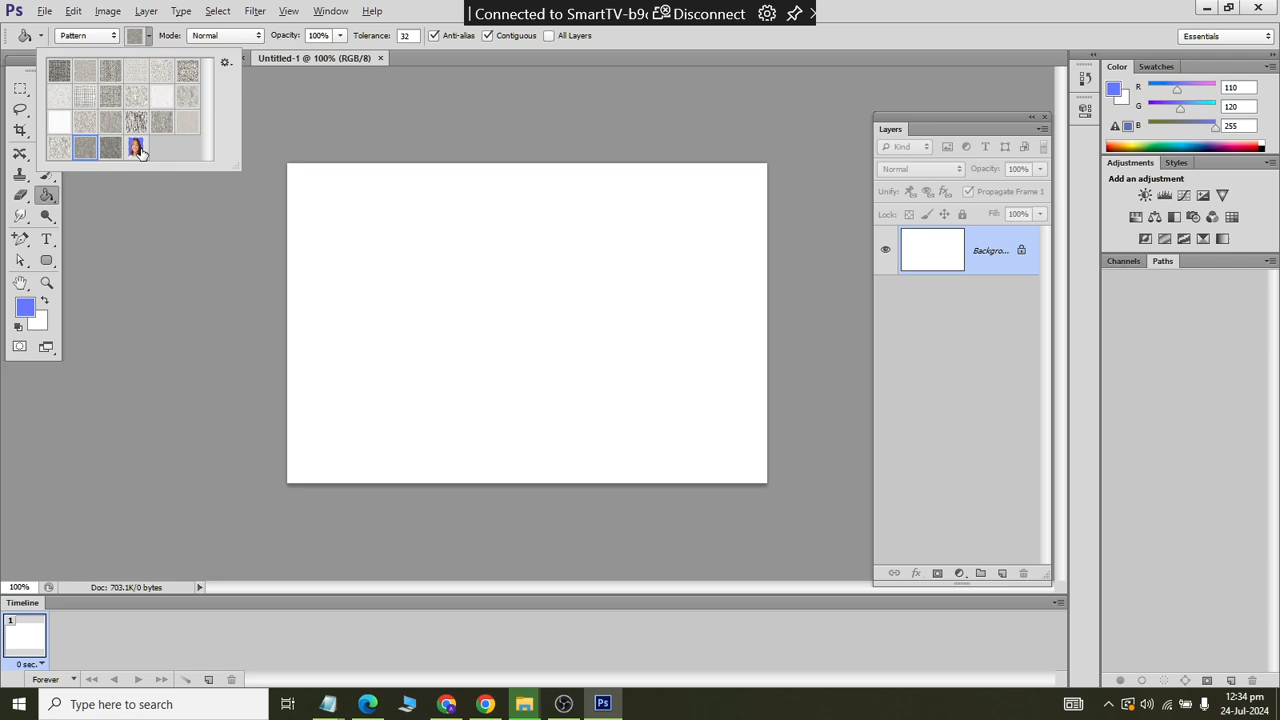 Ps File Edit Image Layer Type Select Filter View Window Help
Connected to SmartTV-b9 Disconnect
Pattern Mode: Normal Opacity: 100% Tolerance: 32 Anti-alias Contiguous All Layers Essentials
Untitled-1 @ 100% (RGB/8)
Color Swatches
R 110
G 120
B 255
Layers
Kind
Normal Opacity: 100%
Unify: Propagate Frame 1
Lock: Fill: 100%
Backgro...
Adjustments Styles
Add an adjustment
Channels Paths
100% Doc: 703.1K/0 bytes
Timeline
1
0 sec.
Forever
Type here to search
Ps
12:34 pm
24-Jul-2024